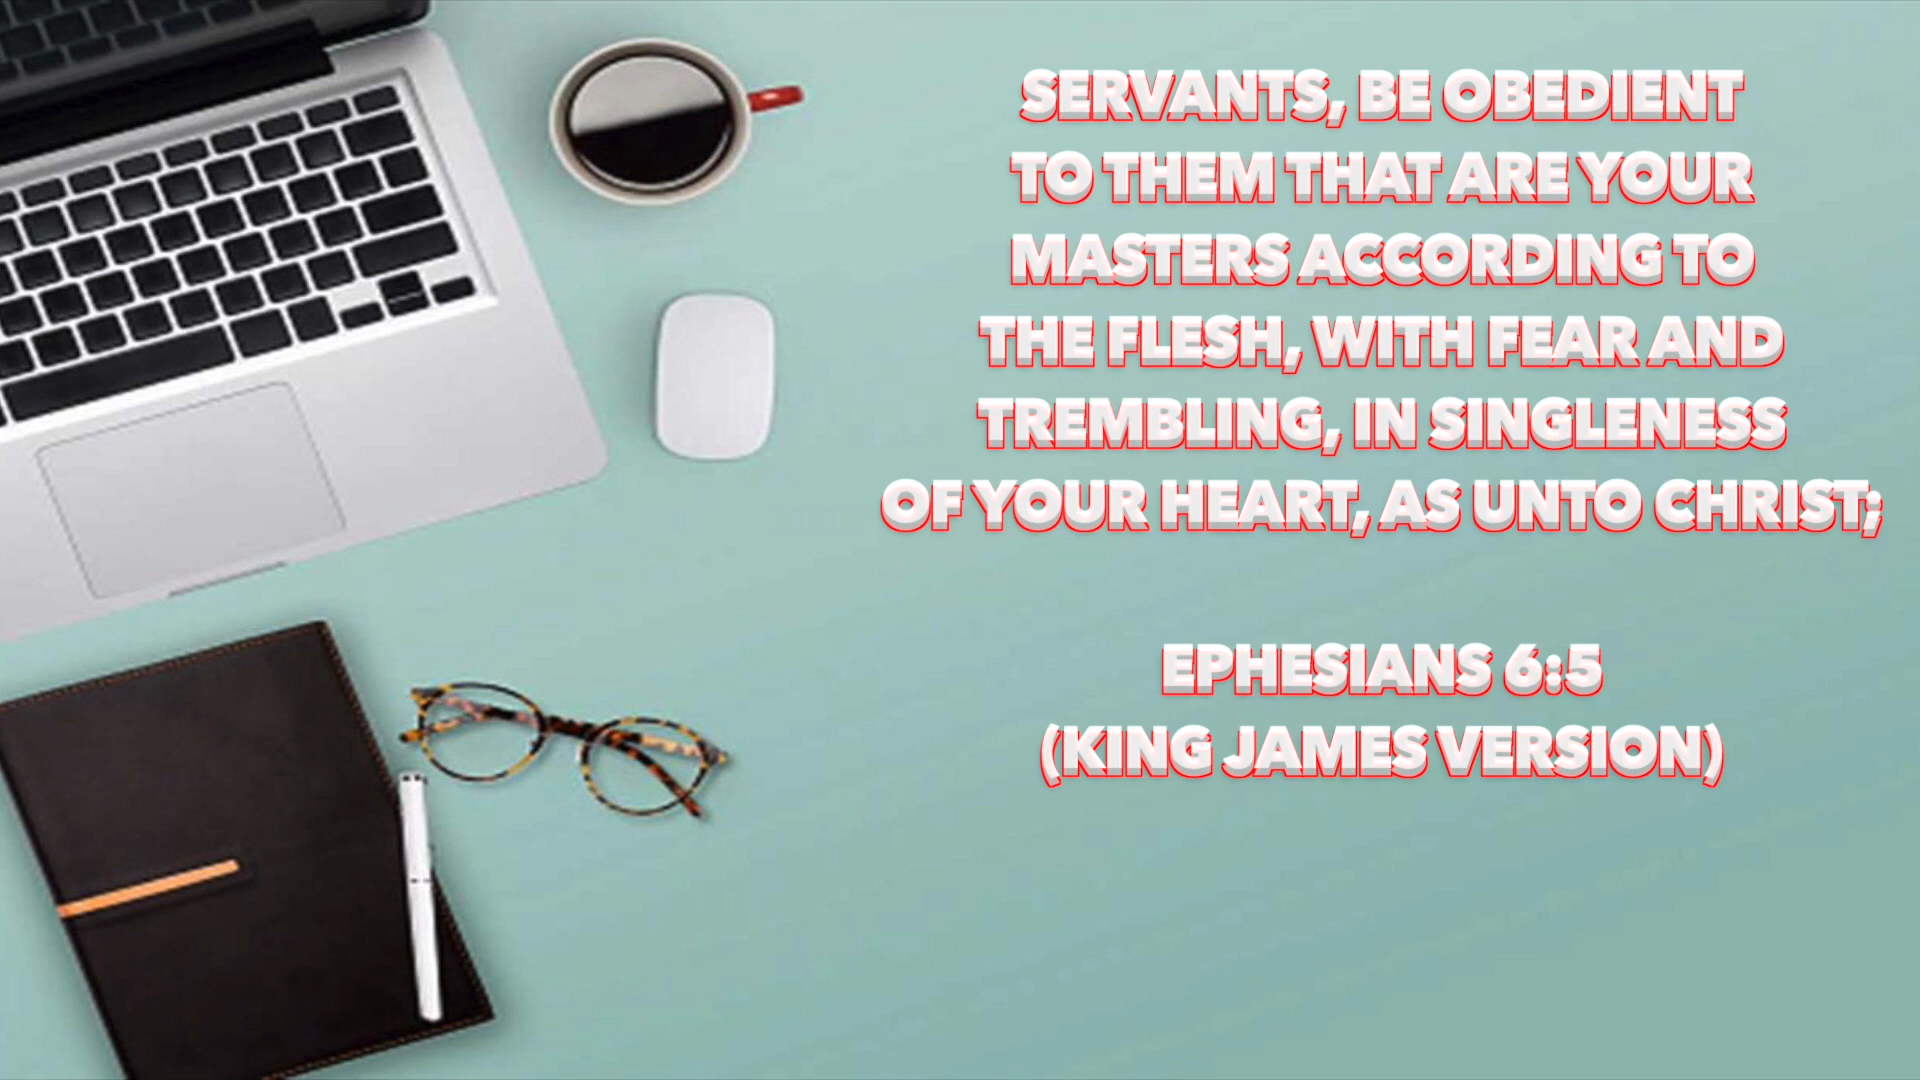 SERVANTS, BE OBEDIENT
TO THEM THAT ARE YOUR
MASTERS ACCORDING TO
THE FLESH, WITH FEAR AND
TREMBLING, IN SINGLENESS
OF YOUR HEART, AS UNTO CHRIST;
EPHESIANS 6:5
(KING JAMES VERSION)